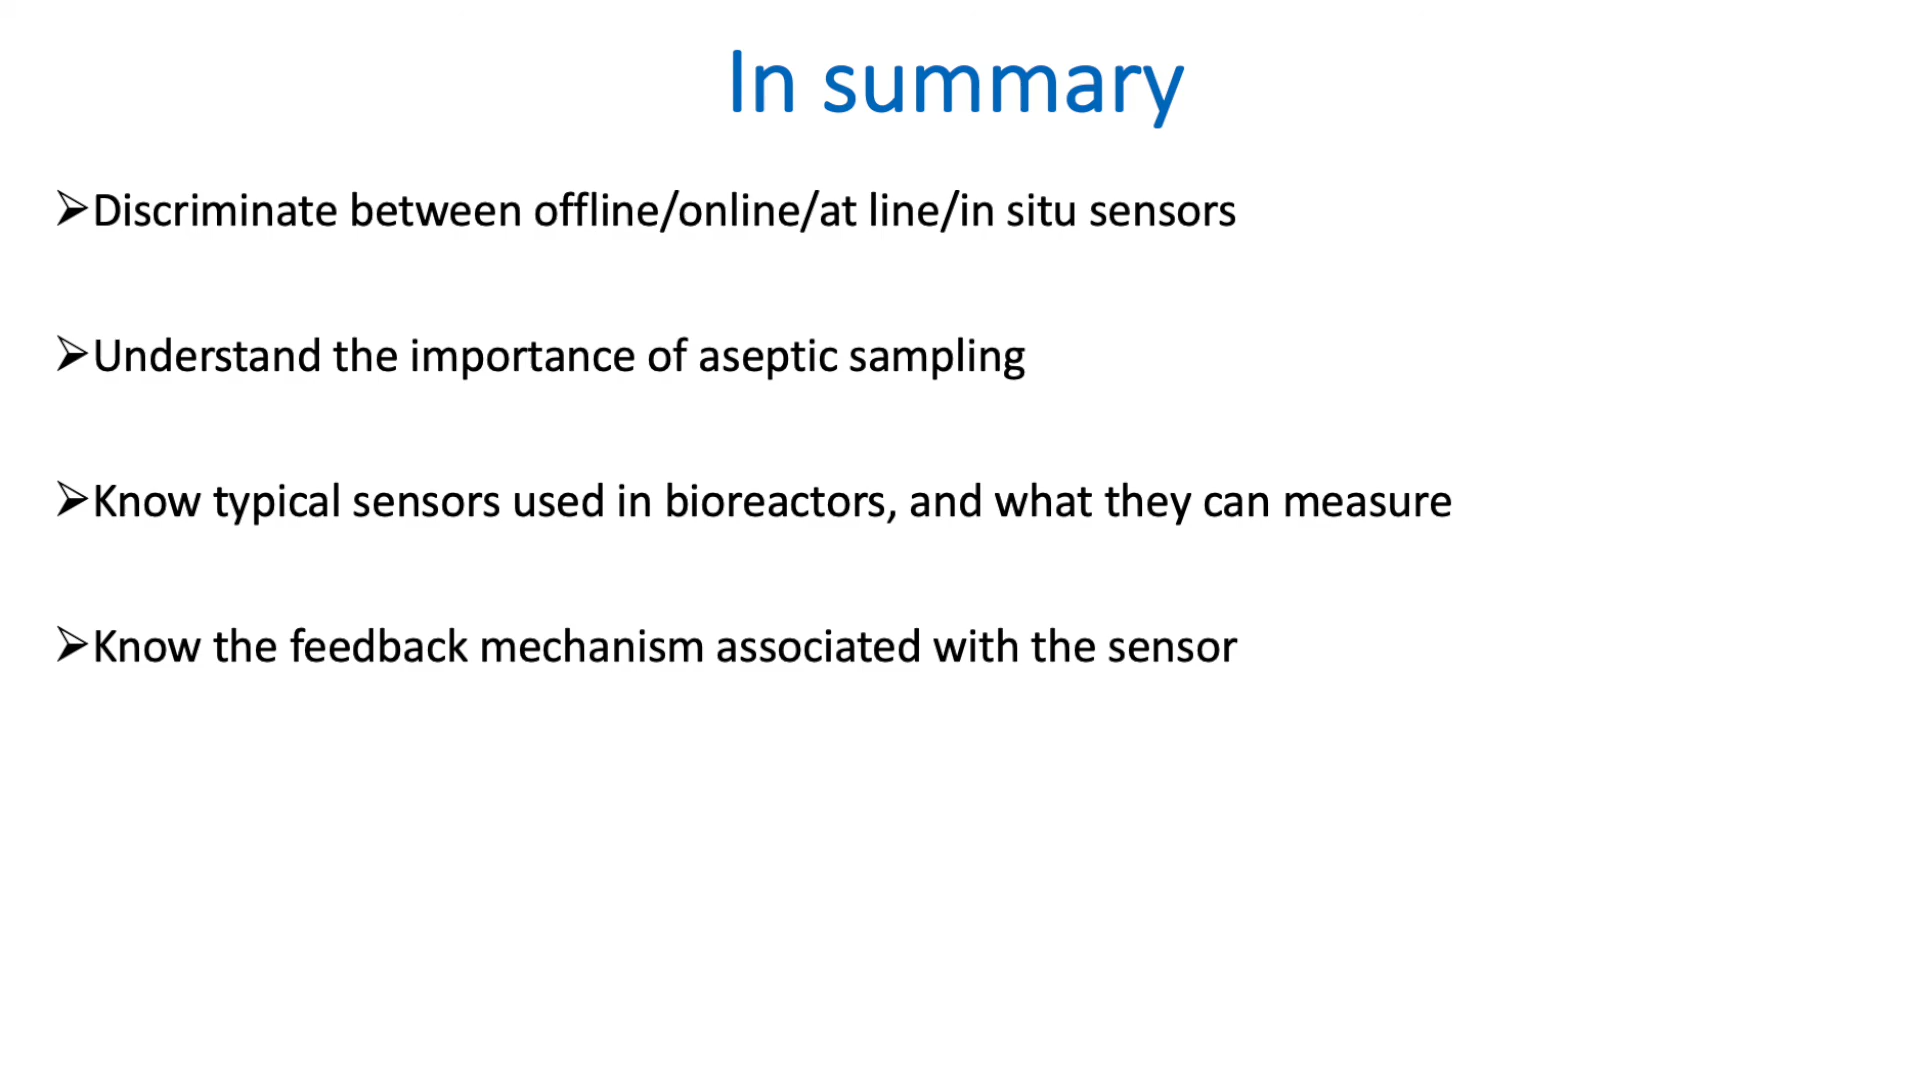 In summary
➢Discriminate between offline/online/at line/in situ sensors
➢Understand the importance of aseptic sampling
➢Know typical sensors used in bioreactors, and what they can measure
➢Know the feedback mechanism associated with the sensor